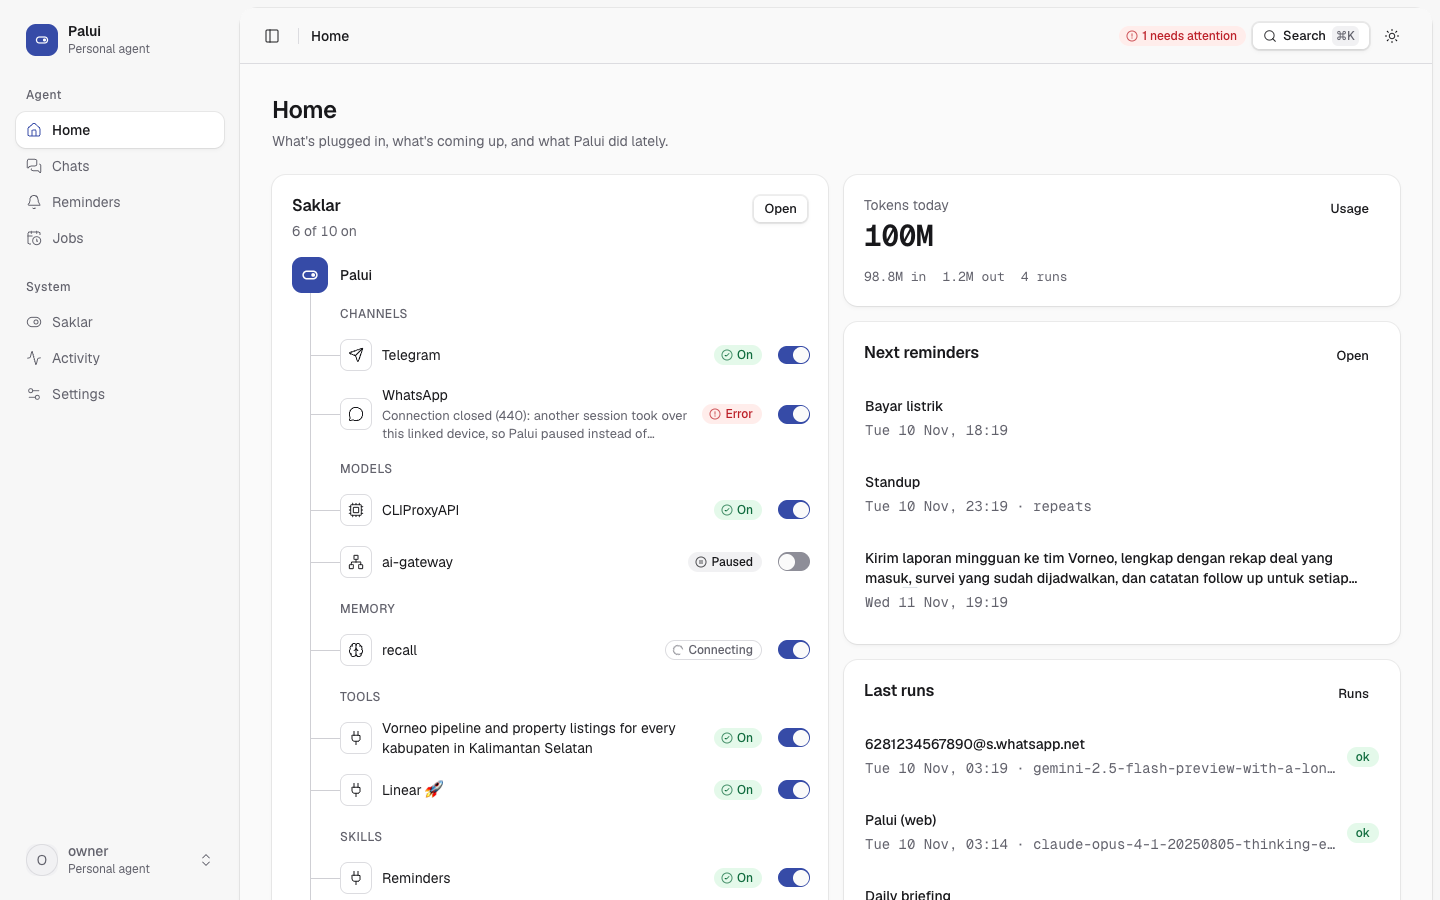 Palui
Personal agent
Agent
Home
Chats
Reminders
Jobs
System
Saklar
Activity
Settings
O
owner
Personal agent
Home
1 needs attention
Search ⌘K
Home
What's plugged in, what's coming up, and what Palui did lately.
Saklar
Open
6 of 10 on
Palui
CHANNELS
Telegram
On
WhatsApp
Connection closed (440): another session took over
this linked device, so Palui paused instead of…
Error
MODELS
CLIProxyAPI
On
ai-gateway
Paused
MEMORY
recall
Connecting
TOOLS
Vorneo pipeline and property listings for every
kabupaten in Kalimantan Selatan
On
Linear 🚀
On
SKILLS
Reminders
On
Tokens today
Usage
100M
98.8M in 1.2M out 4 runs
Next reminders
Open
Bayar listrik
Tue 10 Nov, 18:19
Standup
Tue 10 Nov, 23:19 · repeats
Kirim laporan mingguan ke tim Vorneo, lengkap dengan rekap deal yang
masuk, survei yang sudah dijadwalkan, dan catatan follow up untuk setiap…
Wed 11 Nov, 19:19
Last runs
Runs
6281234567890@s.whatsapp.net
Tue 10 Nov, 03:19 · gemini-2.5-flash-preview-with-a-lon…
ok
Palui (web)
Tue 10 Nov, 03:14 · claude-opus-4-1-20250805-thinking-e…
ok
Daily briefing